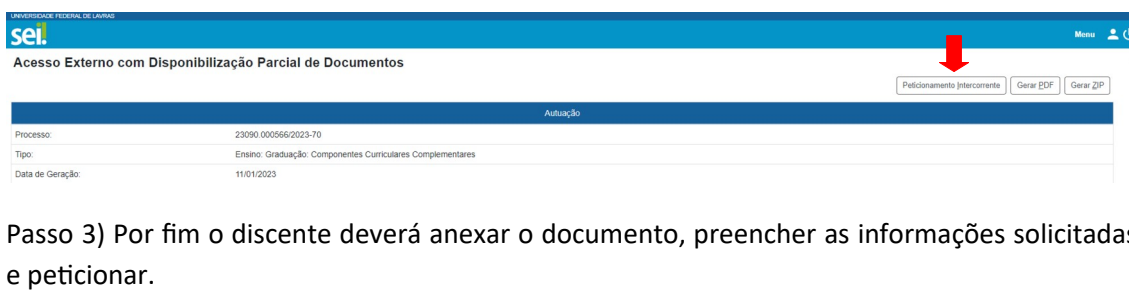 UNIVERSIDADE FEDERAL DE LAVRAS
sei!
Menu
Acesso Externo com Disponibilização Parcial de Documentos
Peticionamento Intercorrente Gerar PDF Gerar ZIP
Autuação
Processo: 23090.000566/2023-70
Tipo: Ensino: Graduação: Componentes Curriculares Complementares
Data de Geração: 11/01/2023
Passo 3) Por fim o discente deverá anexar o documento, preencher as informações solicitadas
e peticionar.